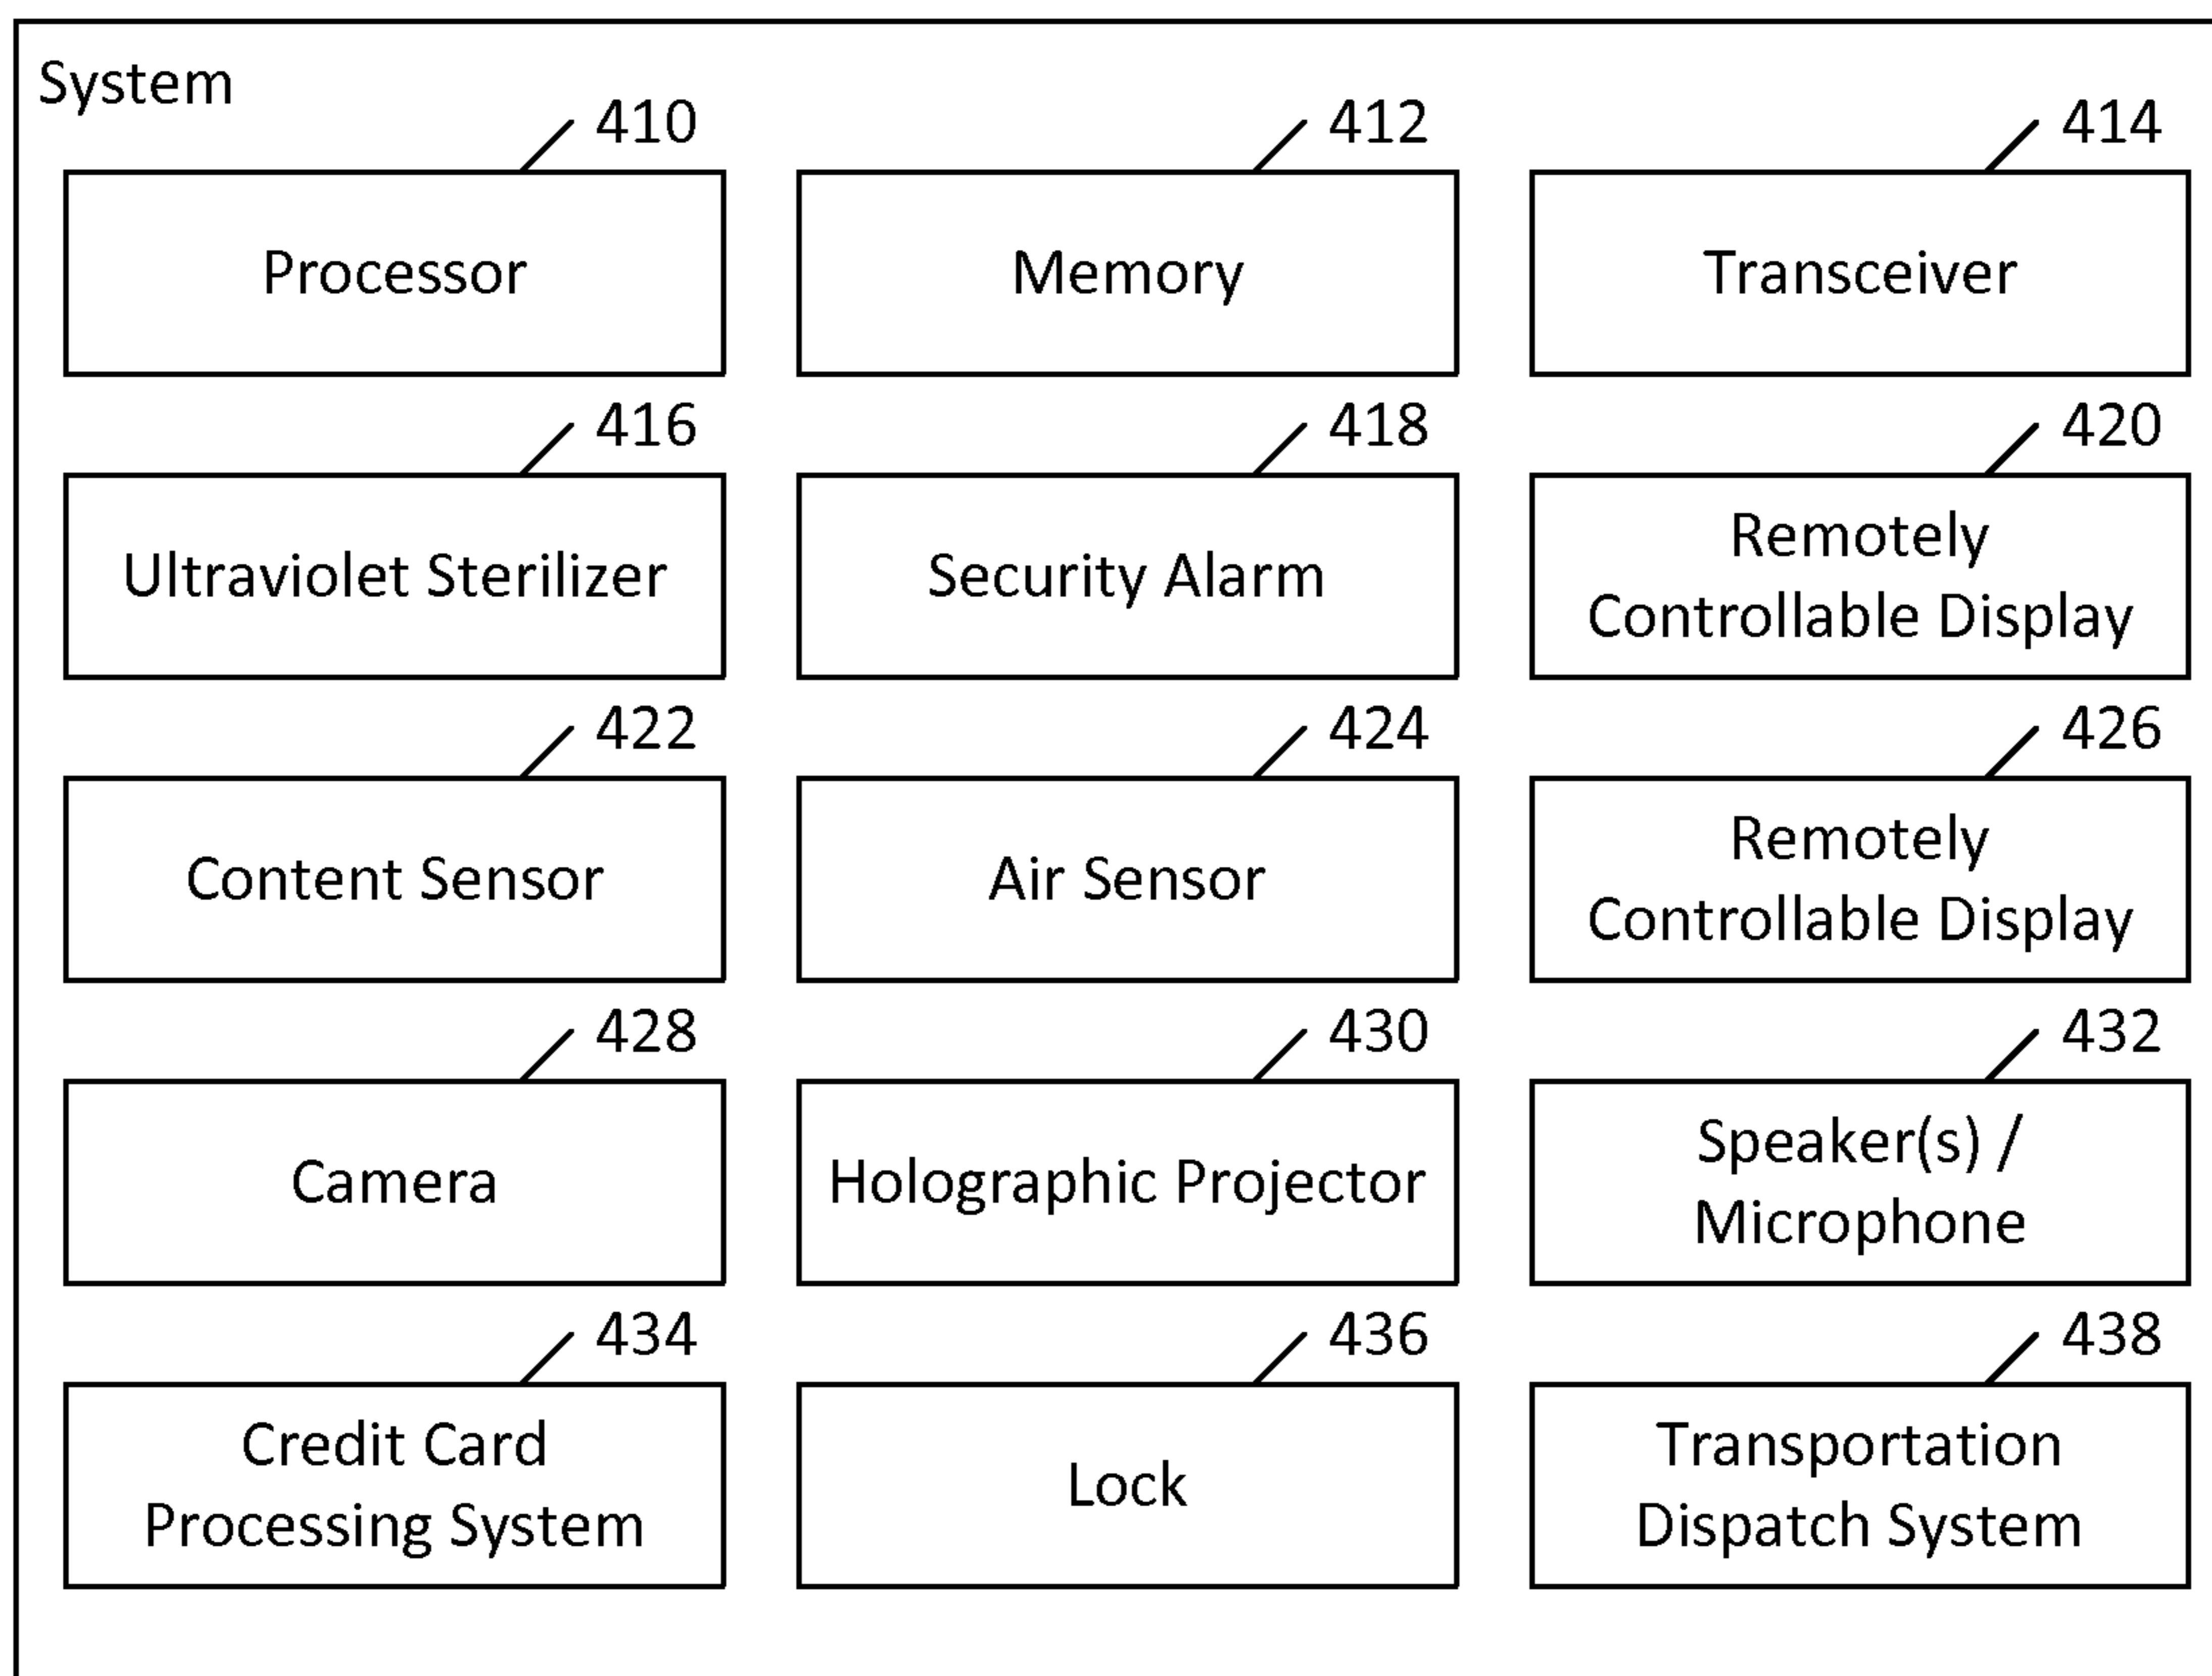 System
410
412
414
Processor
Memory
Transceiver
416
418
420
Ultraviolet Sterilizer
Security Alarm
Remotely
Controllable Display
422
424
426
Content Sensor
Air Sensor
Remotely
Controllable Display
428
430
432
Camera
Holographic Projector
Speaker(s) /
Microphone
434
436
438
Credit Card
Processing System
Lock
Transportation
Dispatch System